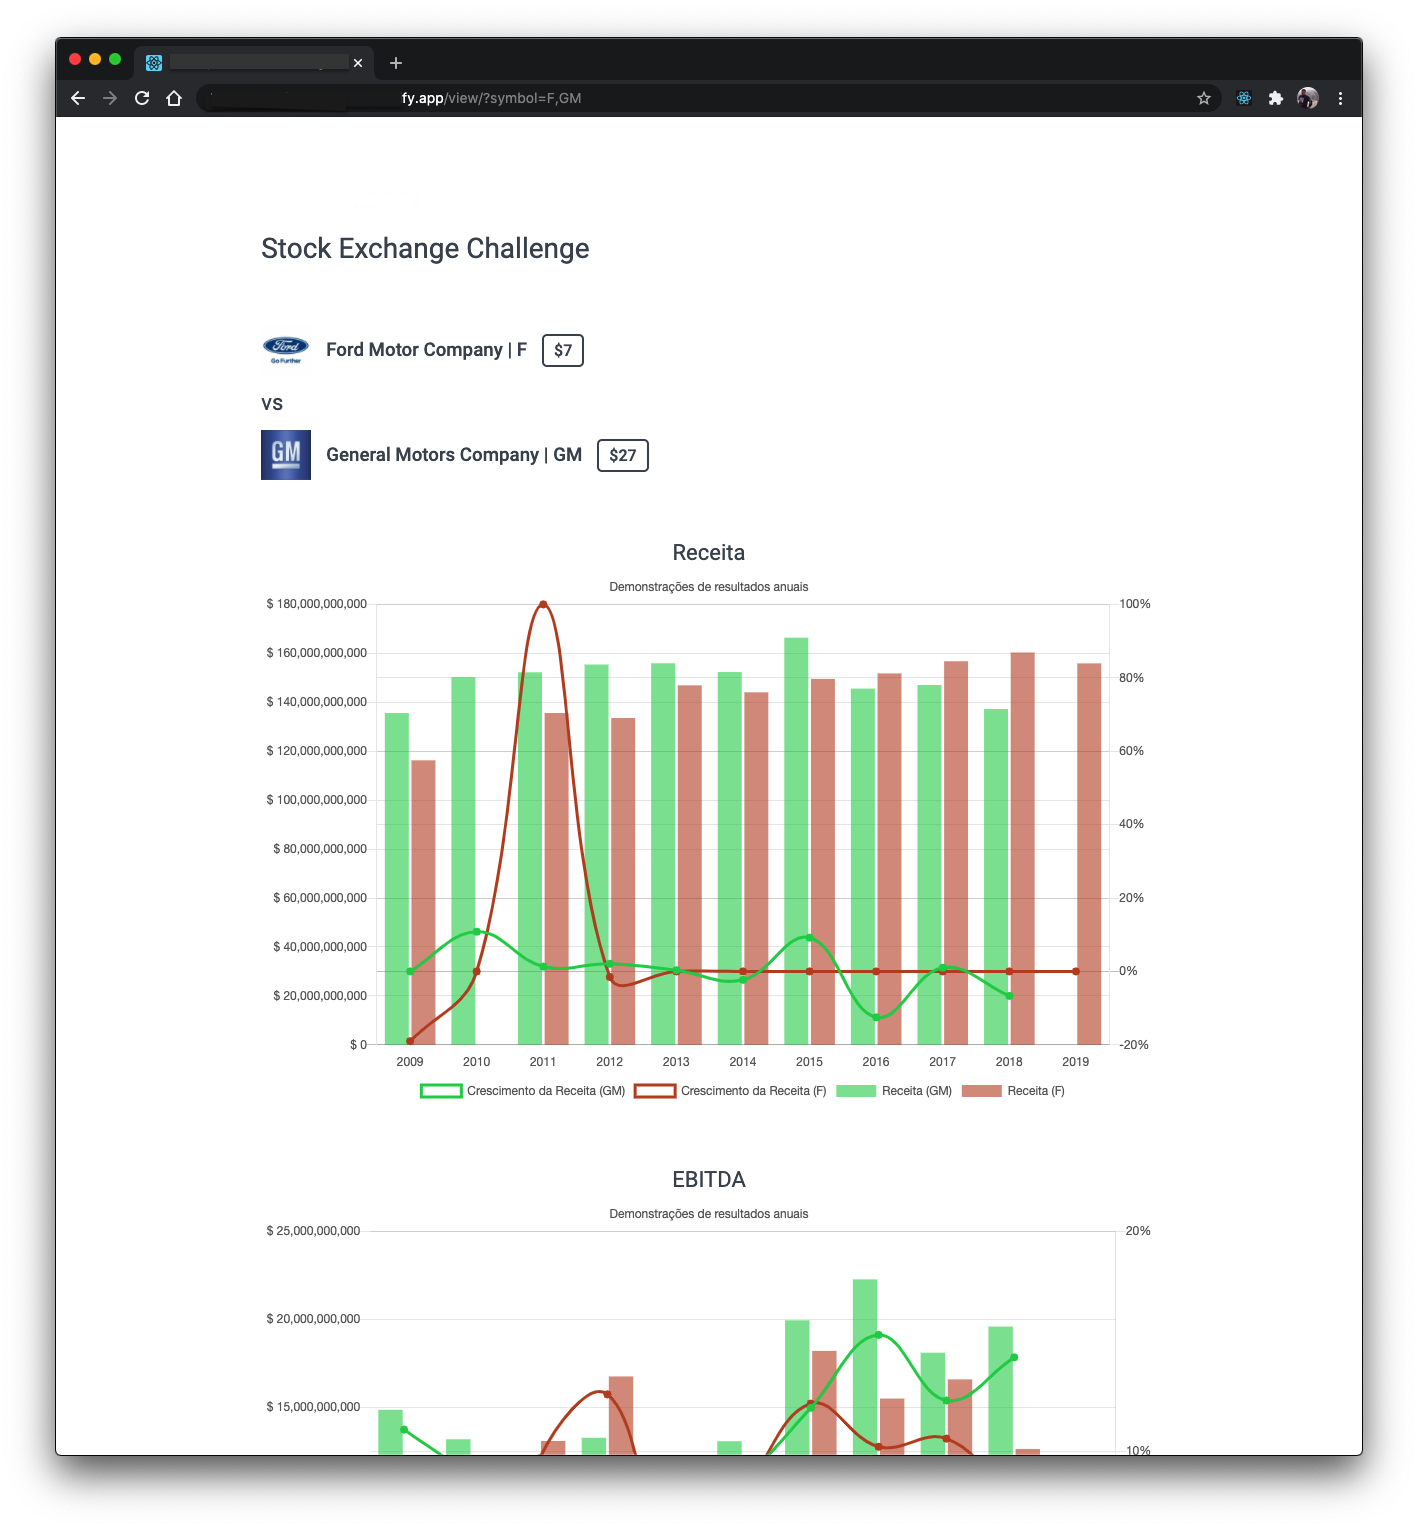 fy.app/view/?symbol=F,GM
Stock Exchange Challenge
Ford
Go Further
Ford Motor Company | F $7
VS
GM
General Motors Company | GM $27
Receita
Demonstrações de resultados anuais
$ 180,000,000,000 100%
$ 160,000,000,000
80%
$ 140,000,000,000
$ 120,000,000,000 60%
$ 100,000,000,000
40%
$ 80,000,000,000
$ 60,000,000,000 20%
$ 40,000,000,000
0%
$ 20,000,000,000
$ 0 -20%
2009 2010 2011 2012 2013 2014 2015 2016 2017 2018 2019
Crescimento da Receita (GM) Crescimento da Receita (F) Receita (GM) Receita (F)
EBITDA
Demonstrações de resultados anuais
$ 25,000,000,000 20%
$ 20,000,000,000
$ 15,000,000,000
10%